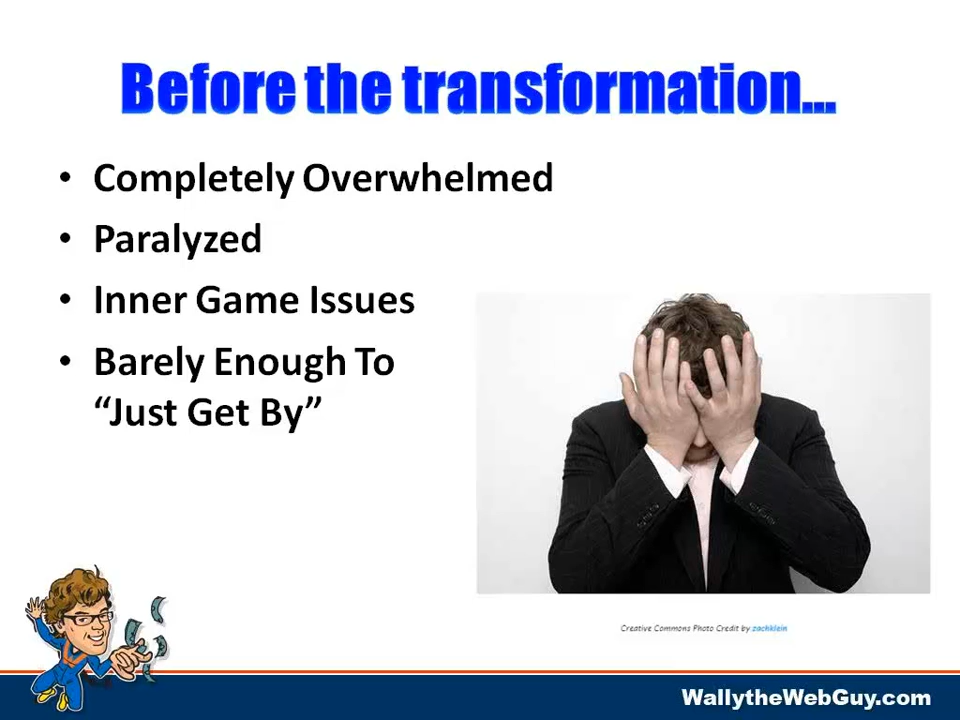 Before the transformation...
• Completely Overwhelmed
• Paralyzed
• Inner Game Issues
• Barely Enough To
“Just Get By”
Creative Commons Photo Credit by zachklein
WallytheWebGuy.com